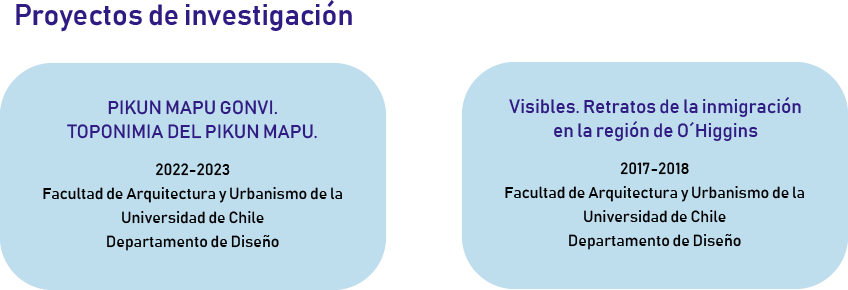 Proyectos de investigación
PIKUN MAPU GONVI.
TOPONIMIA DEL PIKUN MAPU.
2022-2023
Facultad de Arquitectura y Urbanismo de la
Universidad de Chile
Departamento de Diseño
Visibles. Retratos de la inmigración
en la región de O´Higgins
2017-2018
Facultad de Arquitectura y Urbanismo de la
Universidad de Chile
Departamento de Diseño